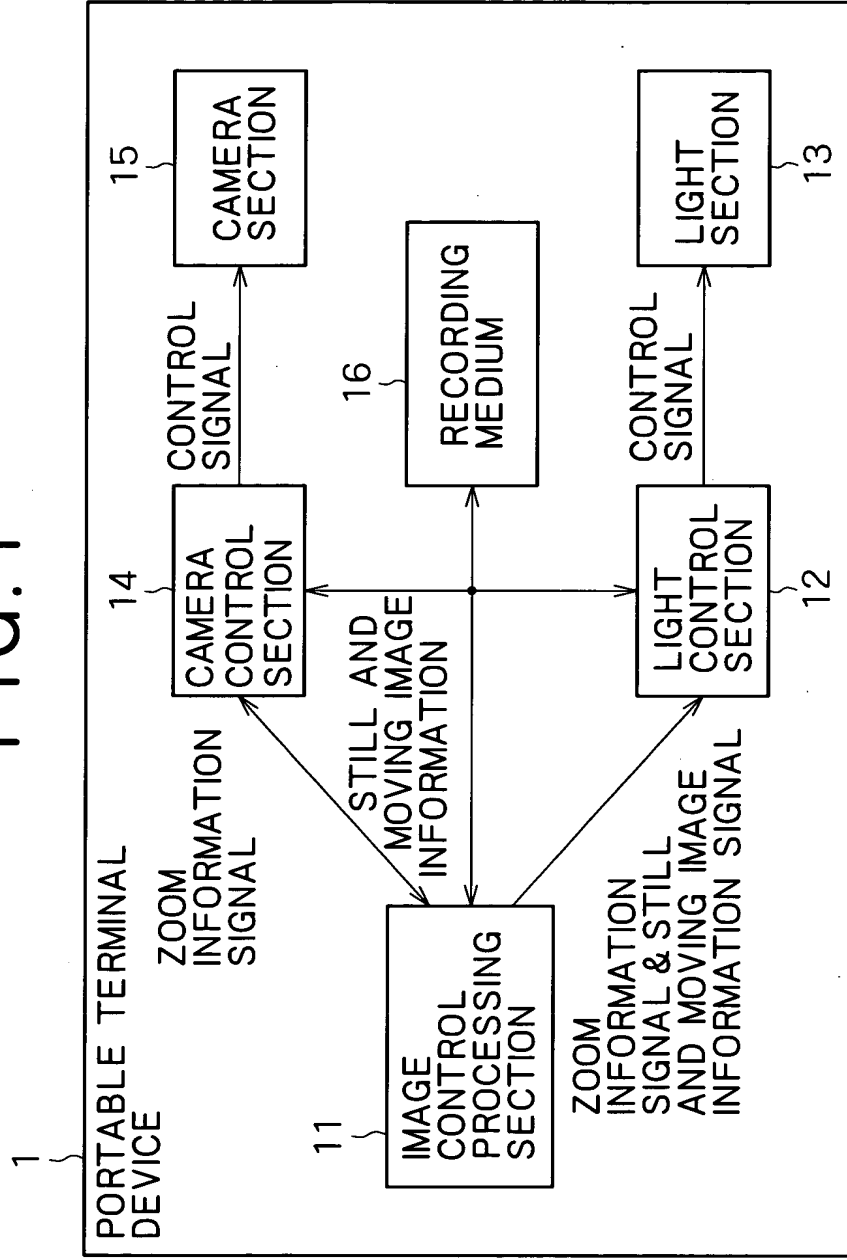 FIG. 1
1
PORTABLE TERMINAL
DEVICE
11
IMAGE
CONTROL
PROCESSING
SECTION
ZOOM
INFORMATION
SIGNAL
STILL AND
MOVING IMAGE
INFORMATION
ZOOM
INFORMATION
SIGNAL & STILL
AND MOVING IMAGE
INFORMATION SIGNAL
14
CAMERA
CONTROL
SECTION
CONTROL
SIGNAL
15
CAMERA
SECTION
16
RECORDING
MEDIUM
LIGHT
CONTROL
SECTION
12
CONTROL
SIGNAL
LIGHT
SECTION
13